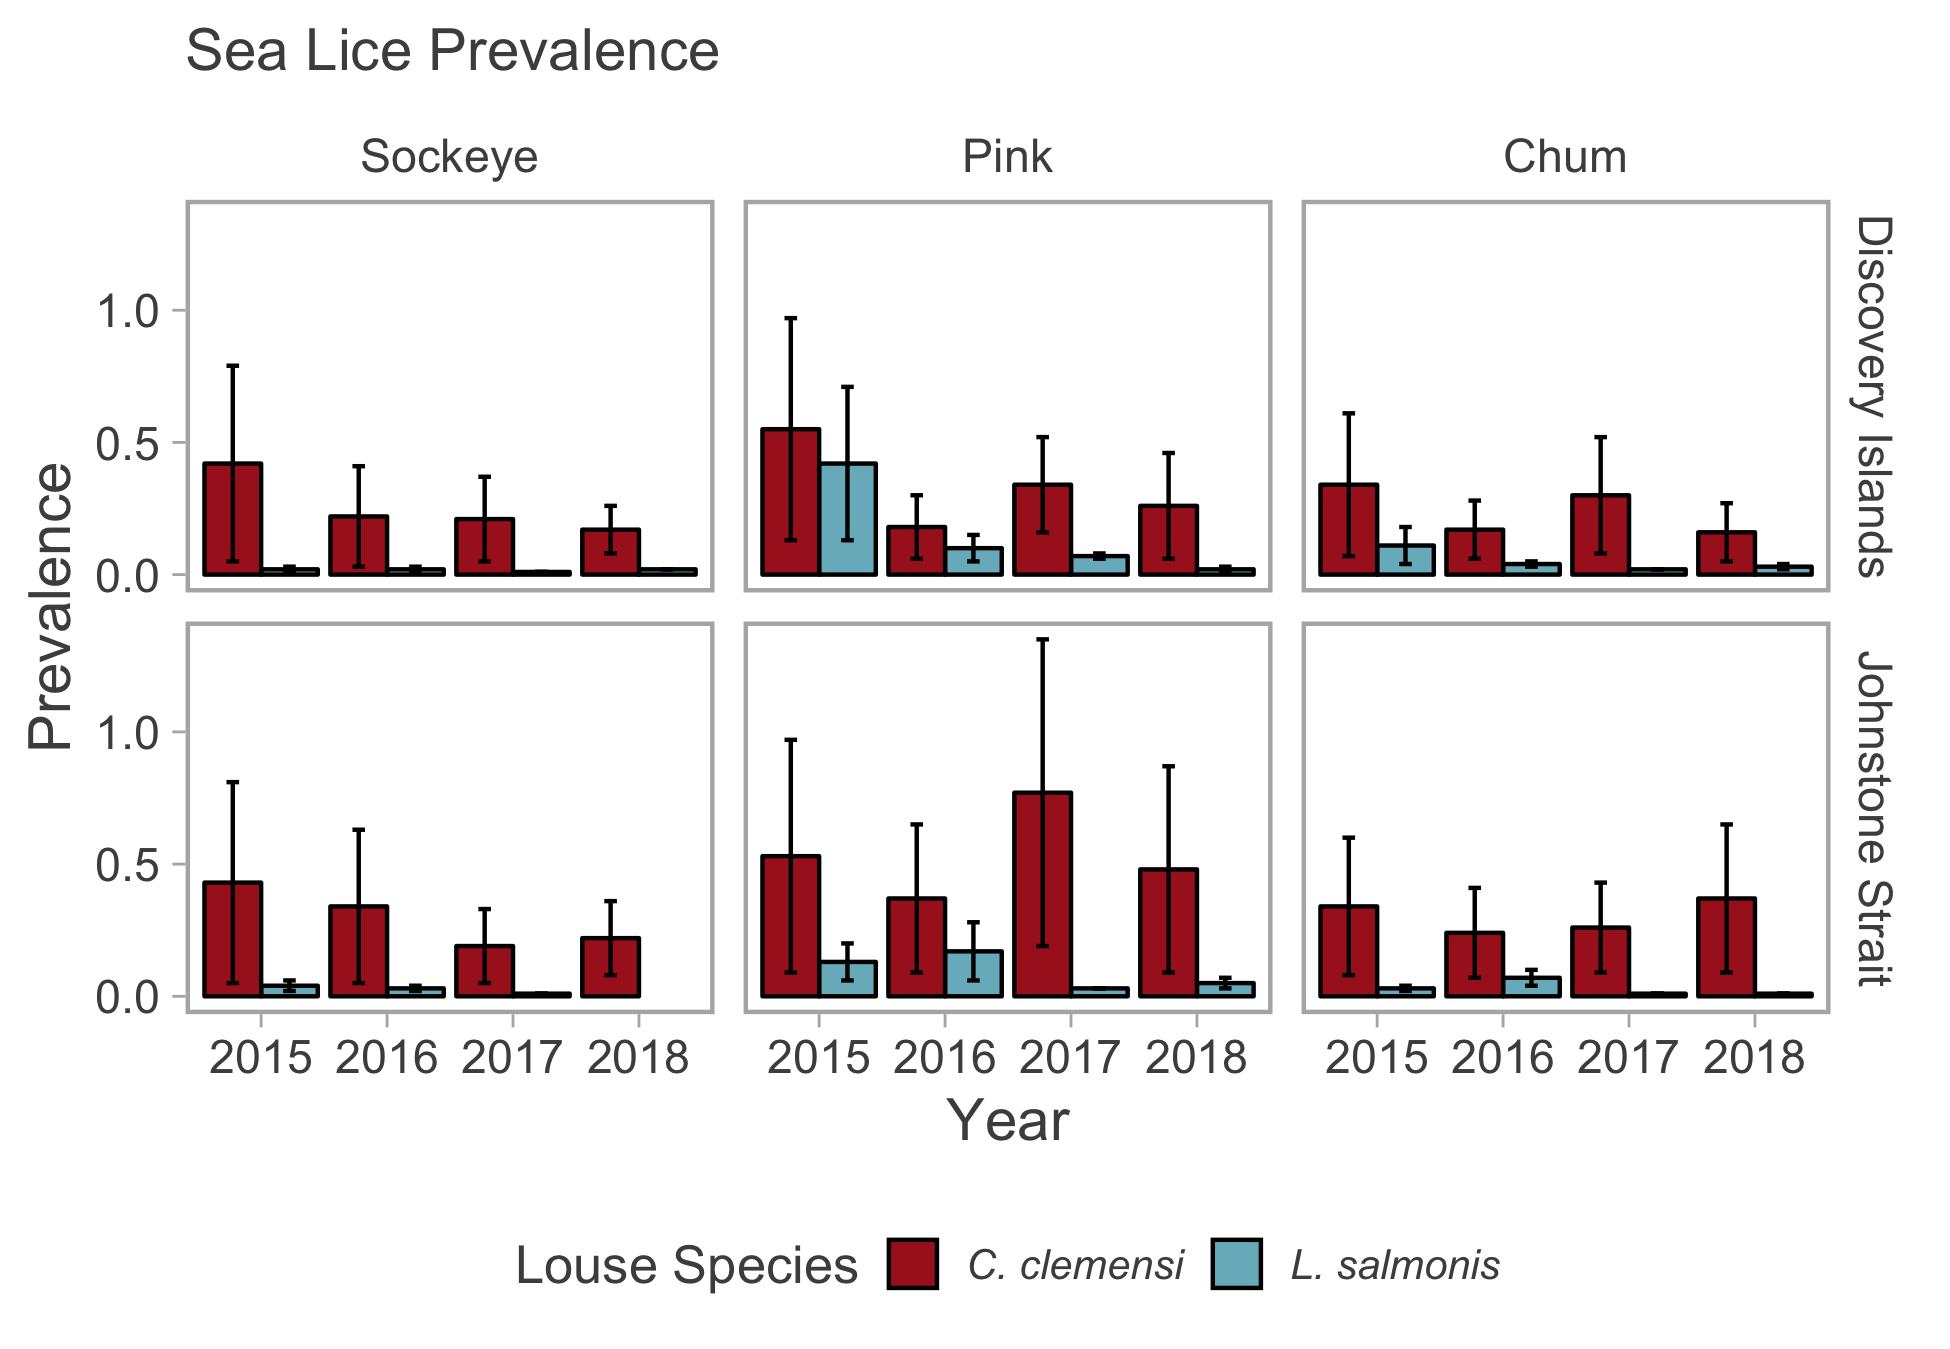 Sea Lice Prevalence
Sockeye Pink Chum
Discovery Islands
1.0
0.5
0.0
Prevalence
Johnstone Strait
1.0
0.5
0.0
2015 2016 2017 2018 2015 2016 2017 2018 2015 2016 2017 2018
Year
Louse Species C. clemensi L. salmonis